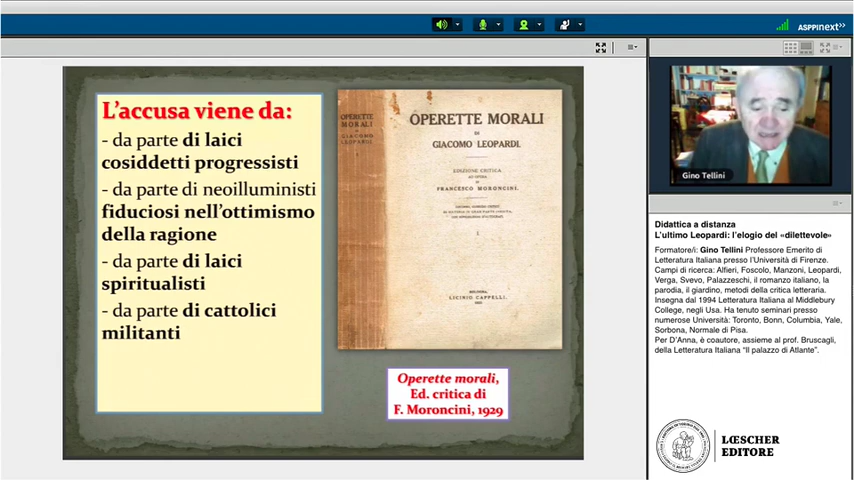 ASPPInext>>
L'accusa viene da:
- da parte di laici
cosiddetti progressisti
- da parte di neoilluministi
fiduciosi nell'ottimismo
della ragione
- da parte di laici
spiritualisti
- da parte di cattolici
militanti
OPERETTE
MORALI
DI
GIACOMO
LEOPARDI
OPERETTE MORALI
DI
GIACOMO LEOPARDI.
EDIZIONE CRITICA
FRANCESCO MORONCINI.
I
BOLOGNA,
LICINIO CAPPELLI.
Operette morali,
Ed. critica di
F. Moroncini, 1929
Gino Tellini
Didattica a distanza
L'ultimo Leopardi: l'elogio del «dilettevole»
Formatore/i: Gino Tellini Professore Emerito di
Letteratura Italiana presso l'Università di Firenze.
Campi di ricerca: Alfieri, Foscolo, Manzoni, Leopardi,
Verga, Svevo, Palazzeschi, il romanzo italiano, la
parodia, il giardino, metodi della critica letteraria.
Insegna dal 1994 Letteratura Italiana al Middlebury
College, negli Usa. Ha tenuto seminari presso
numerose Università: Toronto, Bonn, Columbia, Yale,
Sorbona, Normale di Pisa.
Per D'Anna, è coautore, assieme al prof. Bruscagli,
della Letteratura Italiana "Il palazzo di Atlante".
LŒSCHER
EDITORE